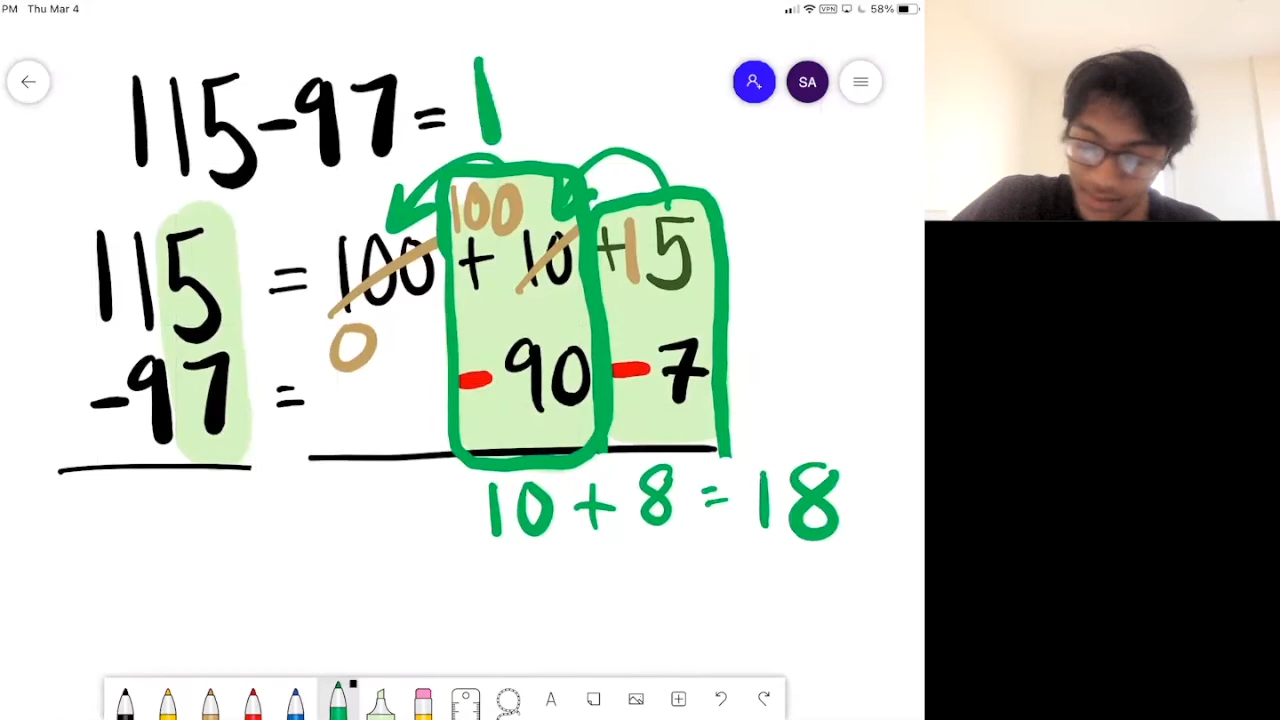 PM Thu Mar 4 VPN 58%
115-97= 1
SA
100
115 = 100 + 10 + 15
0
-97 = - 90 - 7
10 + 8 = 18
A